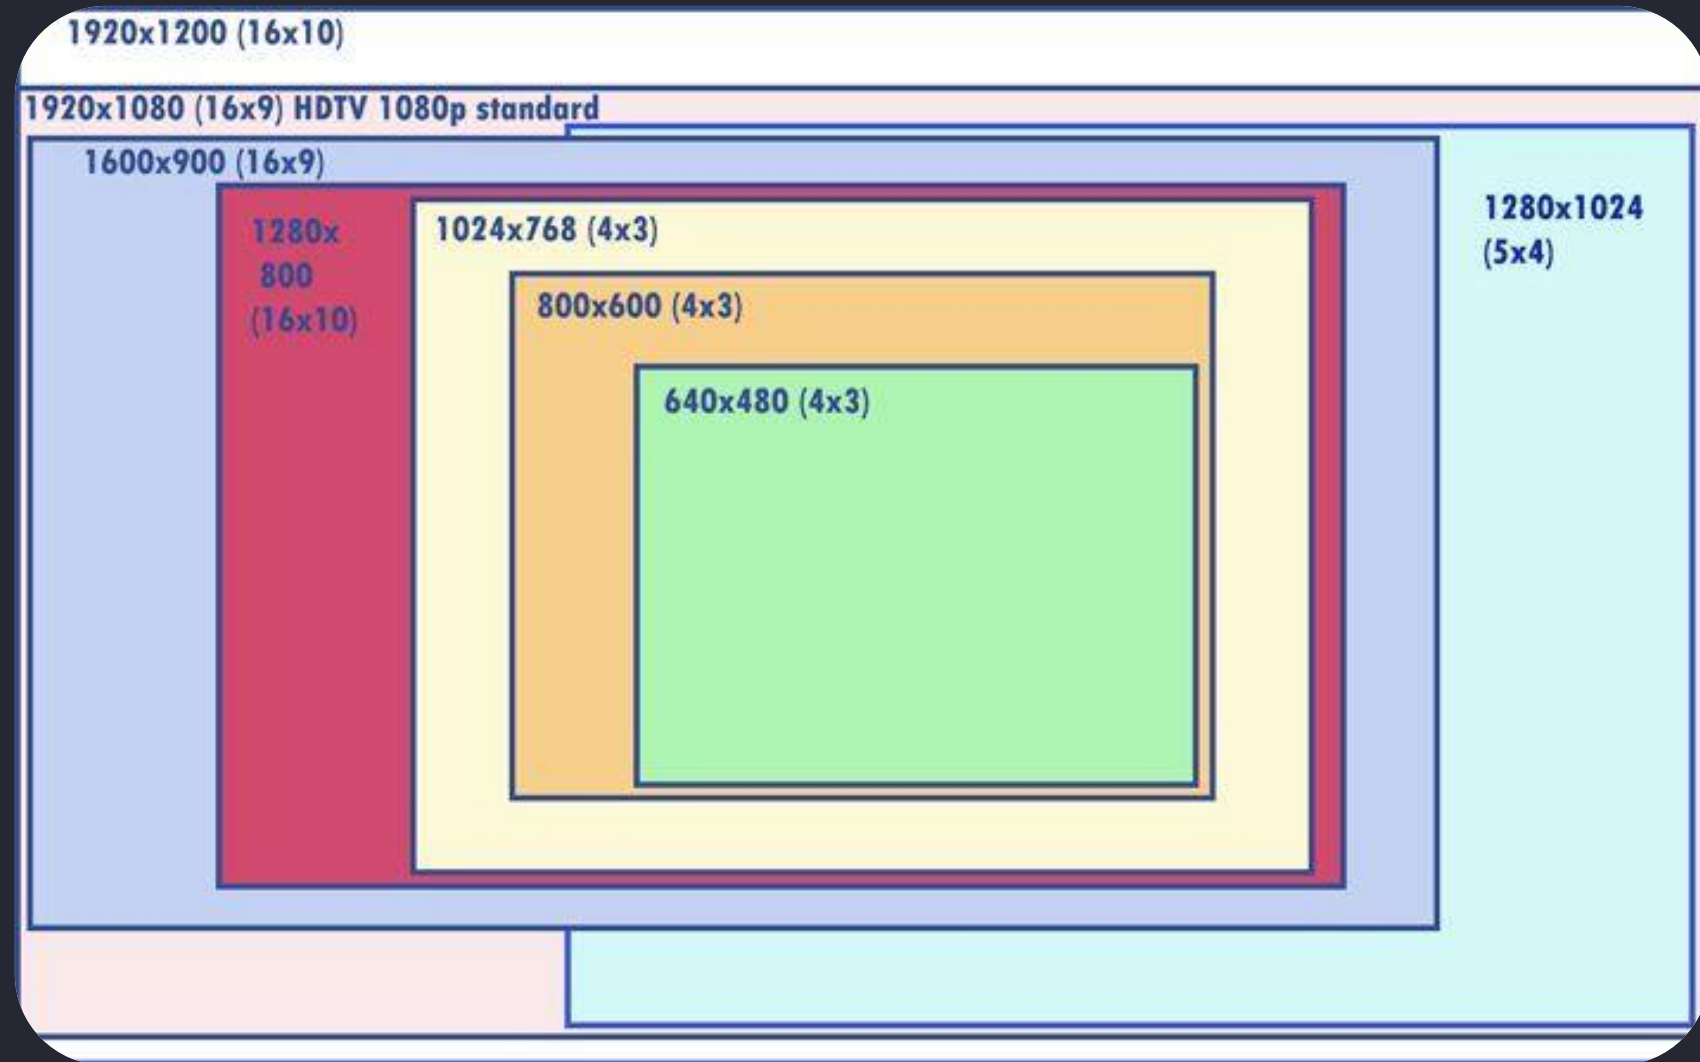 1920x1200 (16x10)
1920x1080 (16x9) HDTV 1080p standard
1600x900 (16x9)
1280x1024
(5x4)
1280x
800
(16x10)
1024x768 (4x3)
800x600 (4x3)
640x480 (4x3)